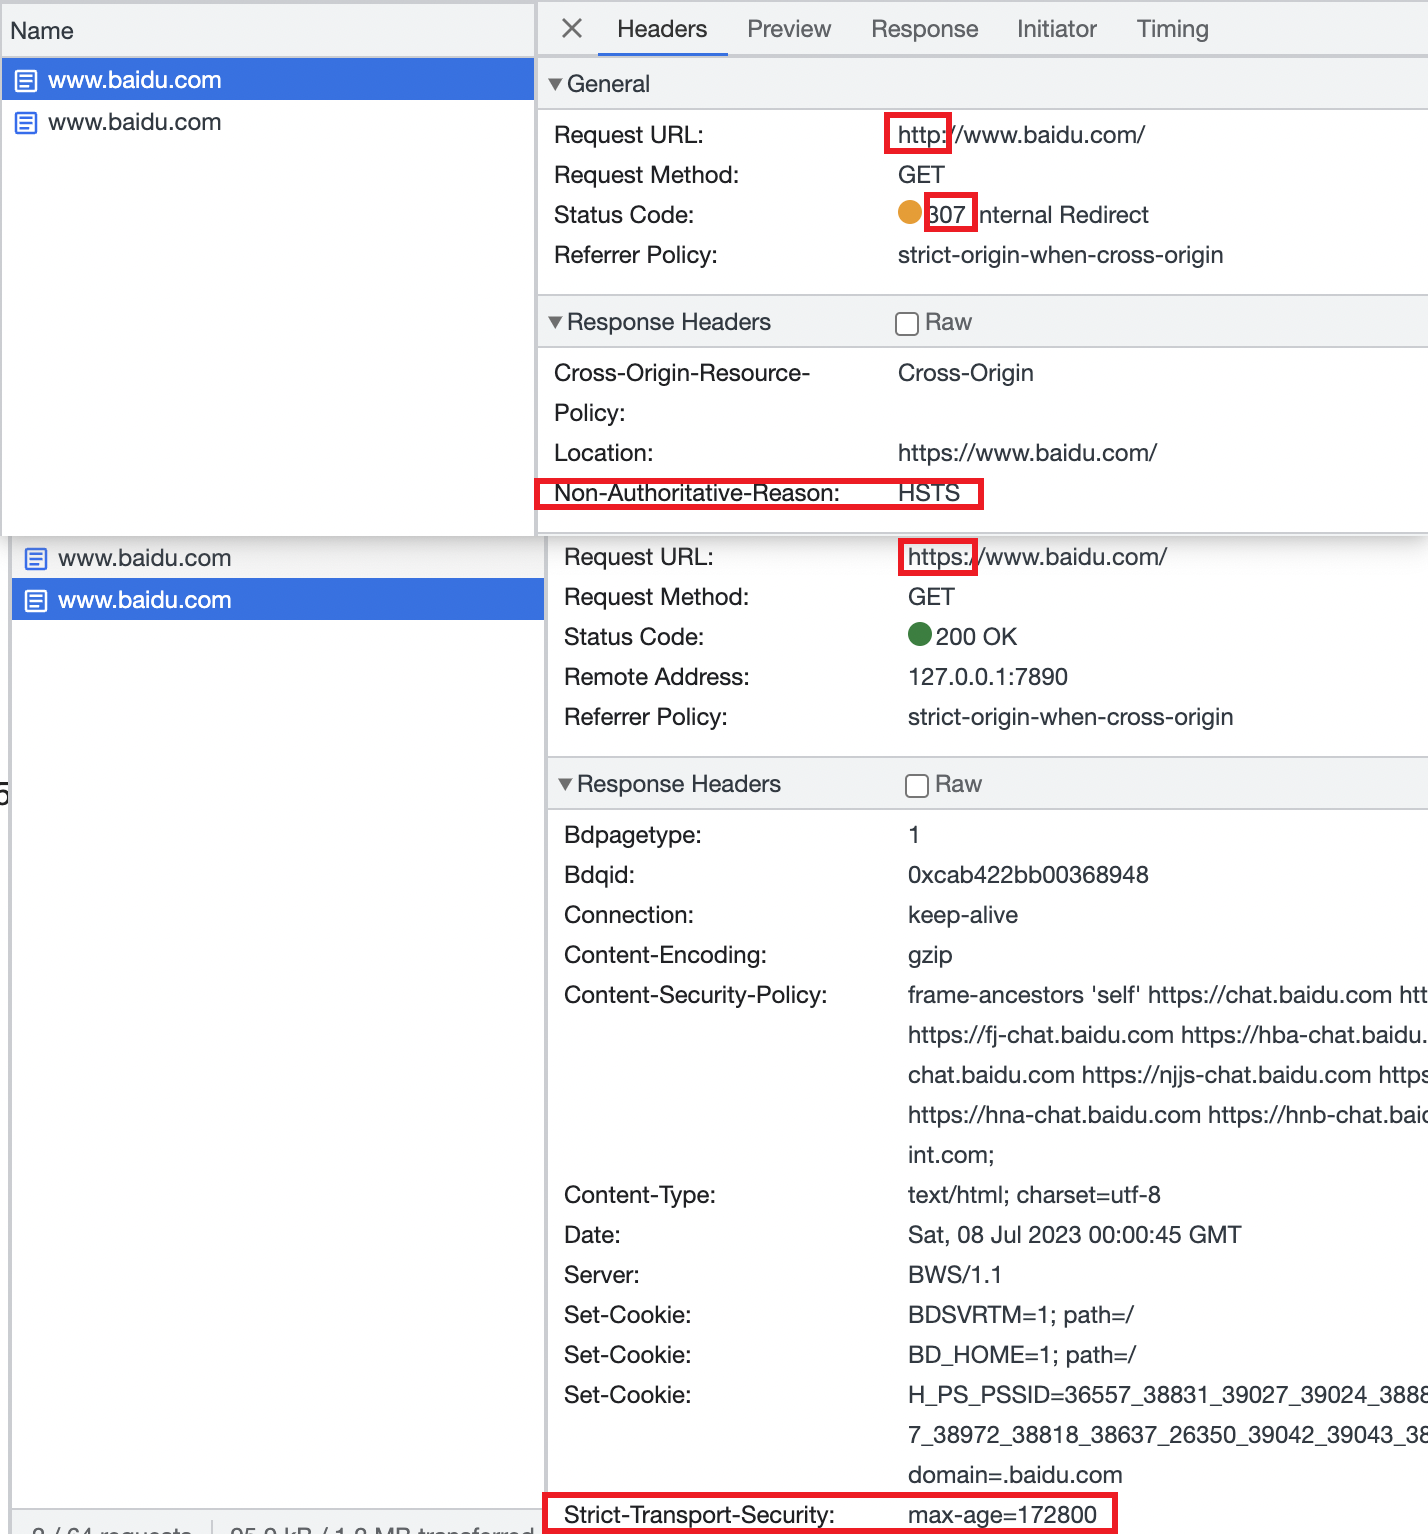 Name
Headers Preview Response Initiator Timing
www.baidu.com
www.baidu.com
General
Request URL: http://www.baidu.com/
Request Method: GET
Status Code: 307 Internal Redirect
Referrer Policy: strict-origin-when-cross-origin
Response Headers Raw
Cross-Origin-Resource- Cross-Origin
Policy:
Location: https://www.baidu.com/
Non-Authoritative-Reason: HSTS
www.baidu.com
www.baidu.com
Request URL: https://www.baidu.com/
Request Method: GET
Status Code: 200 OK
Remote Address: 127.0.0.1:7890
Referrer Policy: strict-origin-when-cross-origin
5
Response Headers Raw
Bdpagetype: 1
Bdqid: 0xcab422bb00368948
Connection: keep-alive
Content-Encoding: gzip
Content-Security-Policy: frame-ancestors 'self' https://chat.baidu.com htt
https://fj-chat.baidu.com https://hba-chat.baidu.
chat.baidu.com https://njjs-chat.baidu.com https
https://hna-chat.baidu.com https://hnb-chat.baid
int.com;
Content-Type: text/html; charset=utf-8
Date: Sat, 08 Jul 2023 00:00:45 GMT
Server: BWS/1.1
Set-Cookie: BDSVRTM=1; path=/
Set-Cookie: BD_HOME=1; path=/
Set-Cookie: H_PS_PSSID=36557_38831_39027_39024_3888
7_38972_38818_38637_26350_39042_39043_38
domain=.baidu.com
Strict-Transport-Security: max-age=172800
/ 64 requests transferred